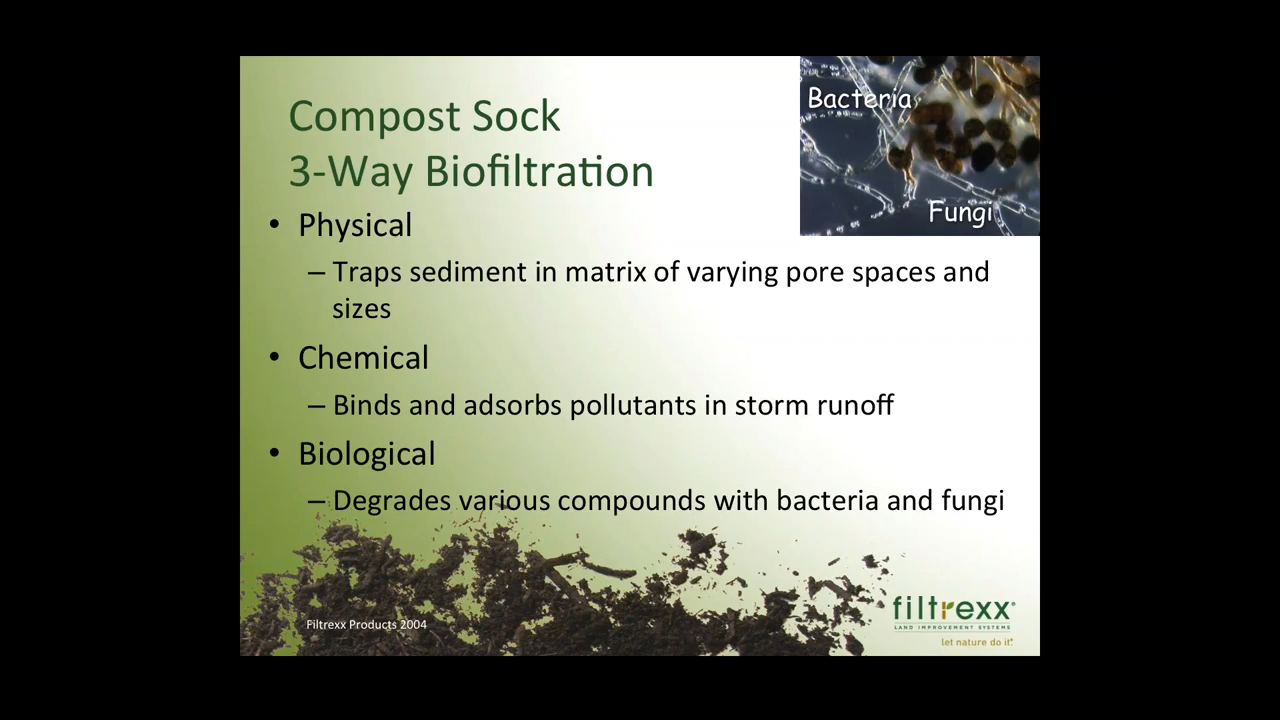 Compost Sock
3-Way Biofiltration
Bacteria
Fungi
• Physical
– Traps sediment in matrix of varying pore spaces and
sizes
• Chemical
– Binds and adsorbs pollutants in storm runoff
• Biological
– Degrades various compounds with bacteria and fungi
Filtrexx Products 2004
filtrexx®
LAND IMPROVEMENT SYSTEMS
let nature do it.®